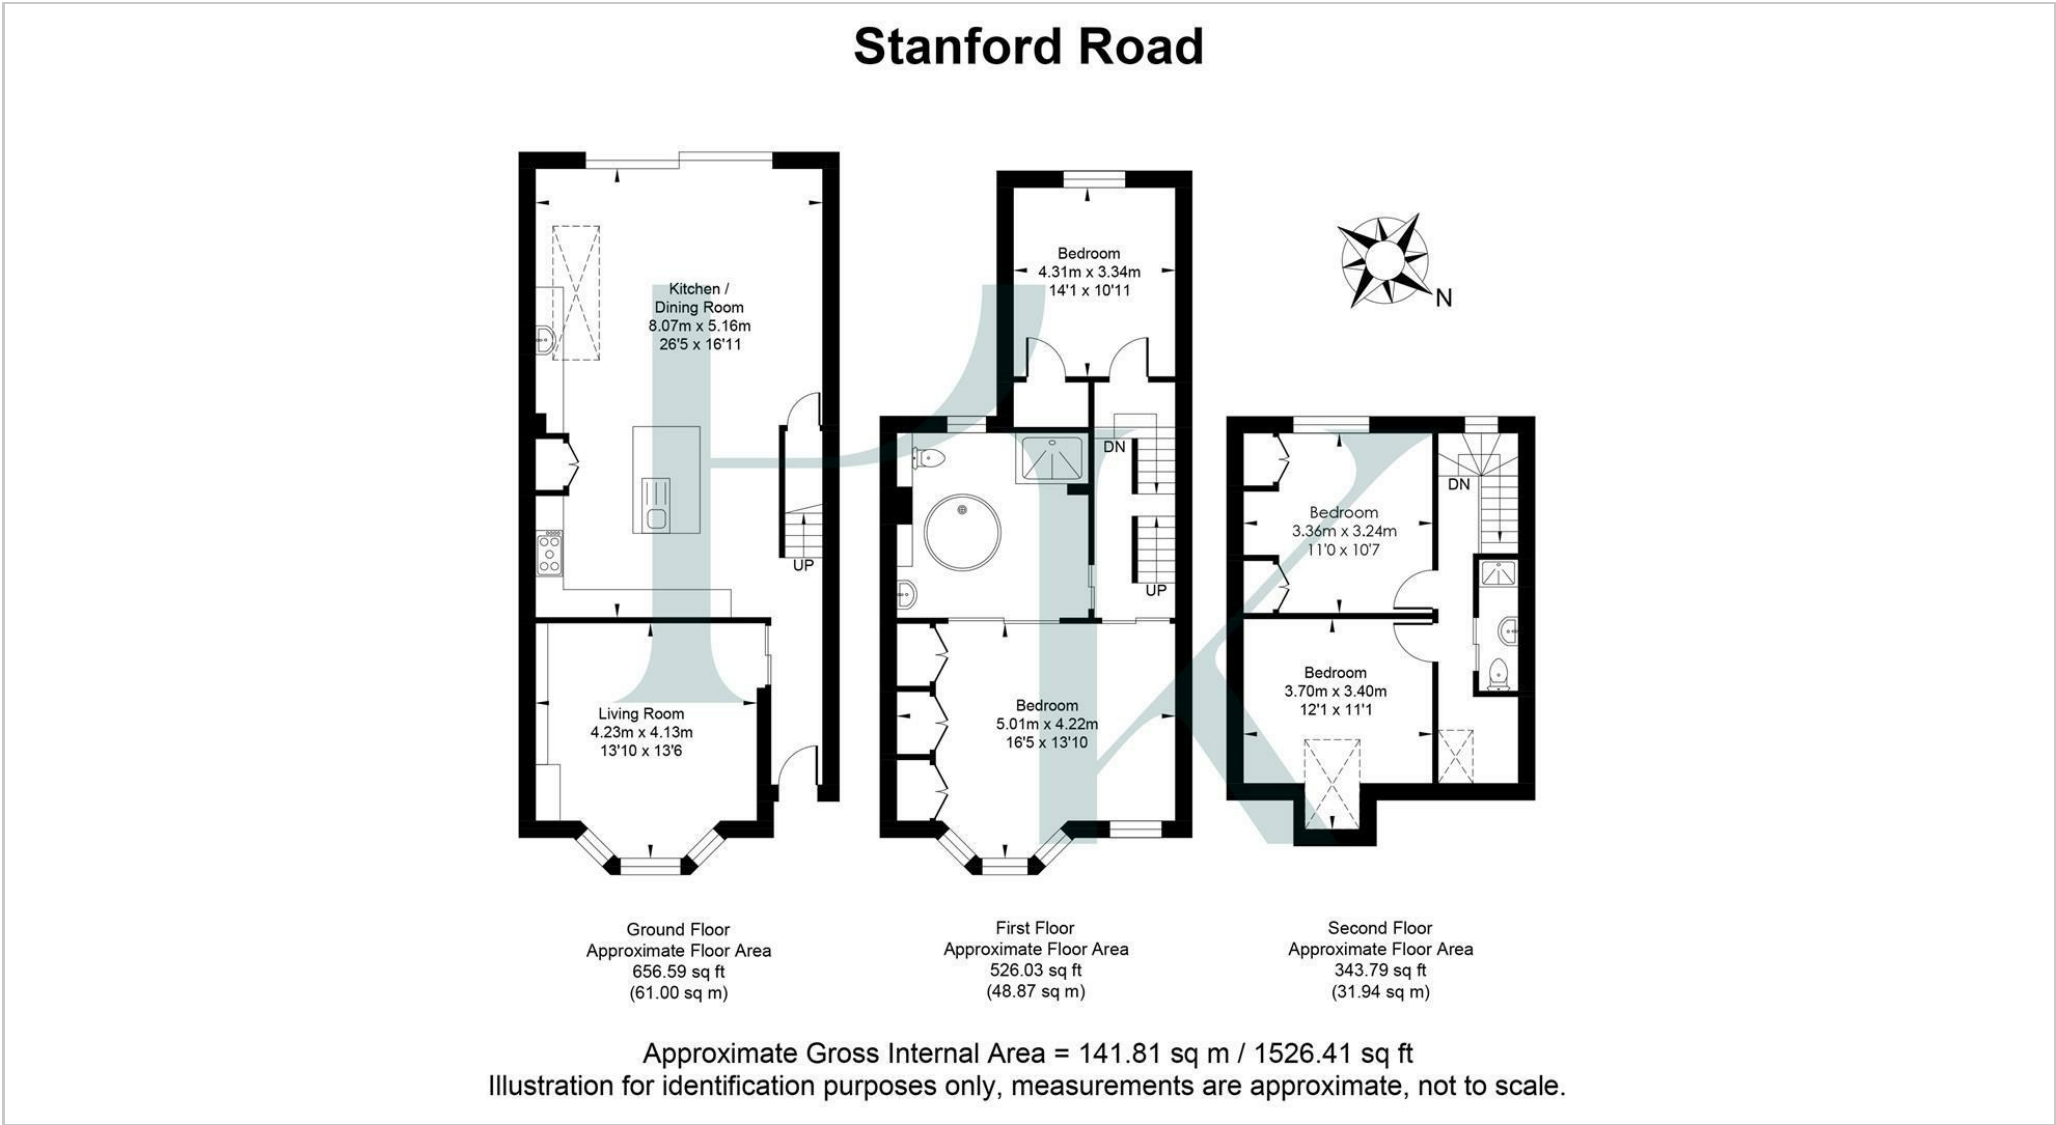 Stanford Road
Kitchen /
Dining Room
8.07m x 5.16m
26'5 x 16'11
UP
Living Room
4.23m x 4.13m
13'10 x 13'6
Bedroom
4.31m x 3.34m
14'1 x 10'11
DN
UP
Bedroom
5.01m x 4.22m
16'5 x 13'10
N
DN
Bedroom
3.36m x 3.24m
11'0 x 10'7
Bedroom
3.70m x 3.40m
12'1 x 11'1
Ground Floor
Approximate Floor Area
656.59 sq ft
(61.00 sq m)
First Floor
Approximate Floor Area
526.03 sq ft
(48.87 sq m)
Second Floor
Approximate Floor Area
343.79 sq ft
(31.94 sq m)
Approximate Gross Internal Area = 141.81 sq m / 1526.41 sq ft
Illustration for identification purposes only, measurements are approximate, not to scale.